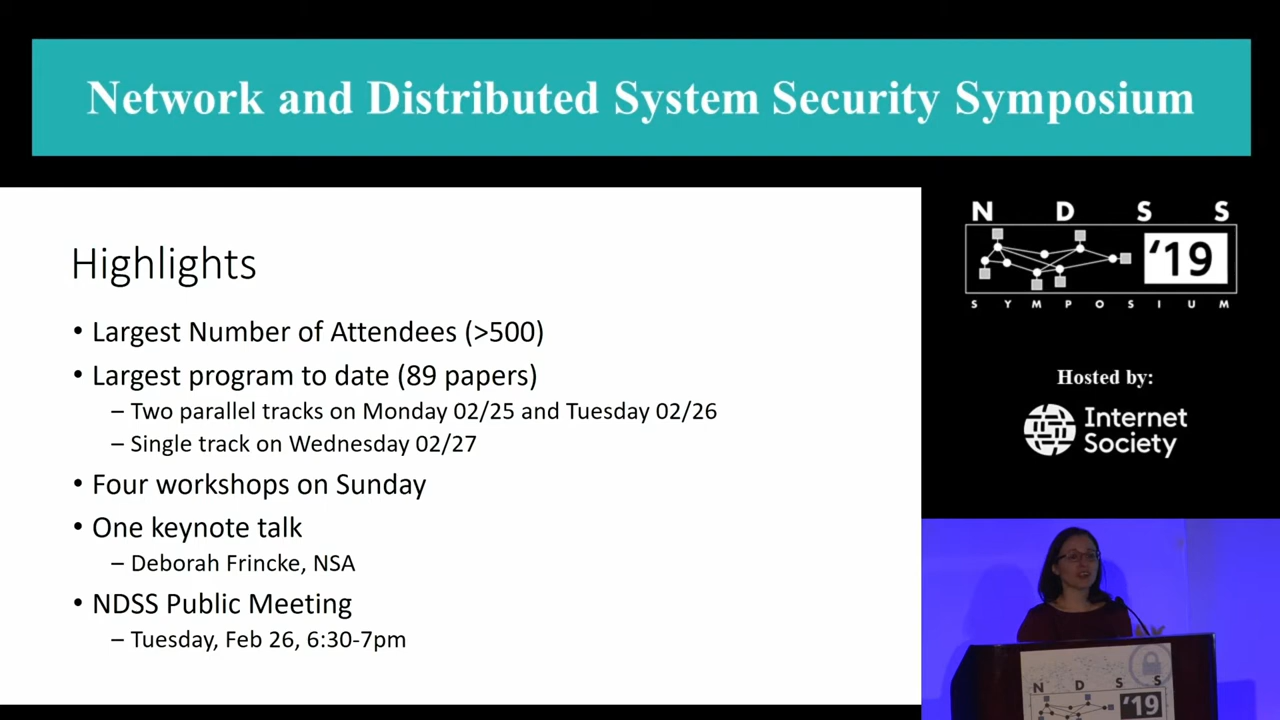 Network and Distributed System Security Symposium
Highlights
• Largest Number of Attendees (>500)
• Largest program to date (89 papers)
– Two parallel tracks on Monday 02/25 and Tuesday 02/26
– Single track on Wednesday 02/27
• Four workshops on Sunday
• One keynote talk
– Deborah Frincke, NSA
• NDSS Public Meeting
– Tuesday, Feb 26, 6:30-7pm
N D S S
'19
S Y M P O S I U M
Hosted by:
Internet
Society
N D S S
'19